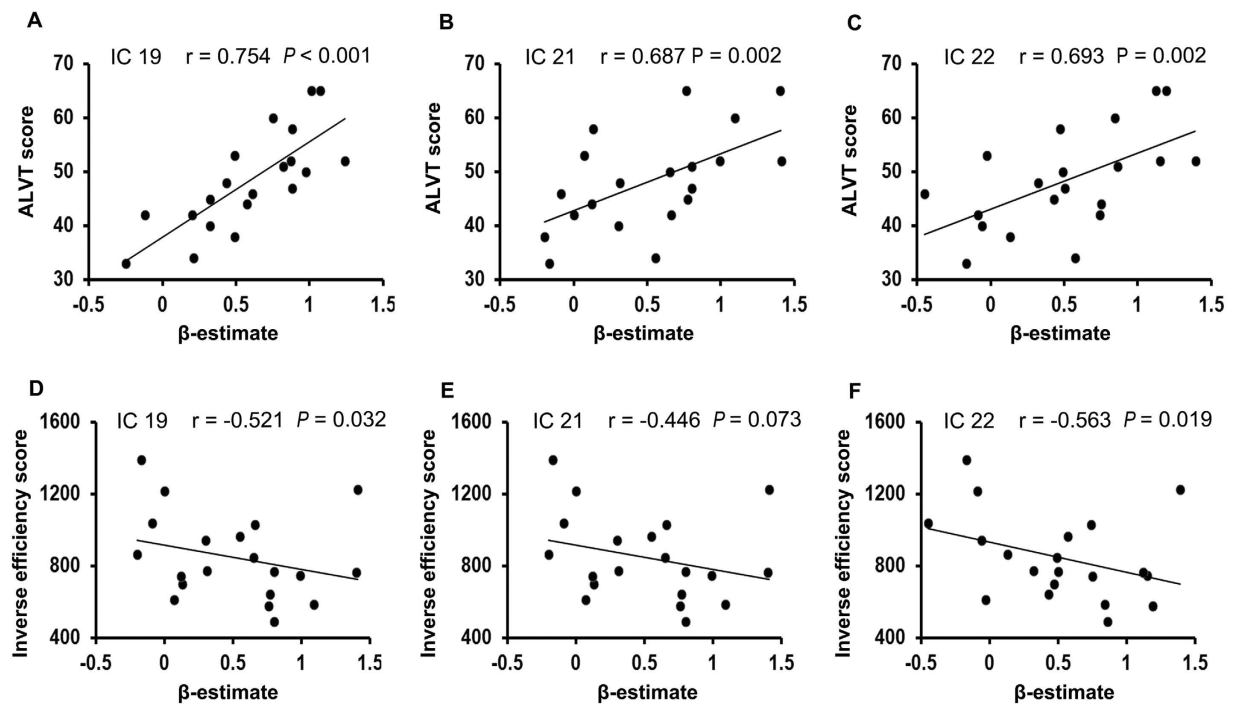 A
IC 19 r = 0.754 P < 0.001
70
60
50
40
30
ALVT score
-0.5 0 0.5 1 1.5
β-estimate
B
IC 21 r = 0.687 P = 0.002
70
60
50
40
30
ALVT score
-0.5 0 0.5 1 1.5
β-estimate
C
IC 22 r = 0.693 P = 0.002
70
60
50
40
30
ALVT score
-0.5 0 0.5 1 1.5
β-estimate
D
IC 19 r = -0.521 P = 0.032
1600
1200
800
400
Inverse efficiency score
-0.5 0 0.5 1 1.5
β-estimate
E
IC 21 r = -0.446 P = 0.073
1600
1200
800
400
Inverse efficiency score
-0.5 0 0.5 1 1.5
β-estimate
F
IC 22 r = -0.563 P = 0.019
1600
1200
800
400
Inverse efficiency score
-0.5 0 0.5 1 1.5
β-estimate